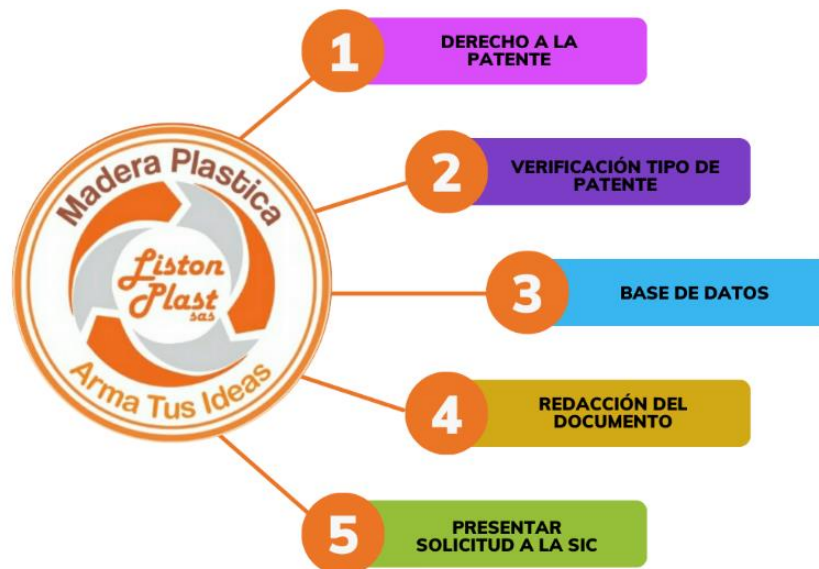 1
DERECHO A LA
PATENTE
2
VERIFICACIÓN TIPO DE
PATENTE
Madera Plastica
Liston
Plast
sas
Arma Tus Ideas
3
BASE DE DATOS
4
REDACCIÓN DEL
DOCUMENTO
5
PRESENTAR
SOLICITUD A LA SIC